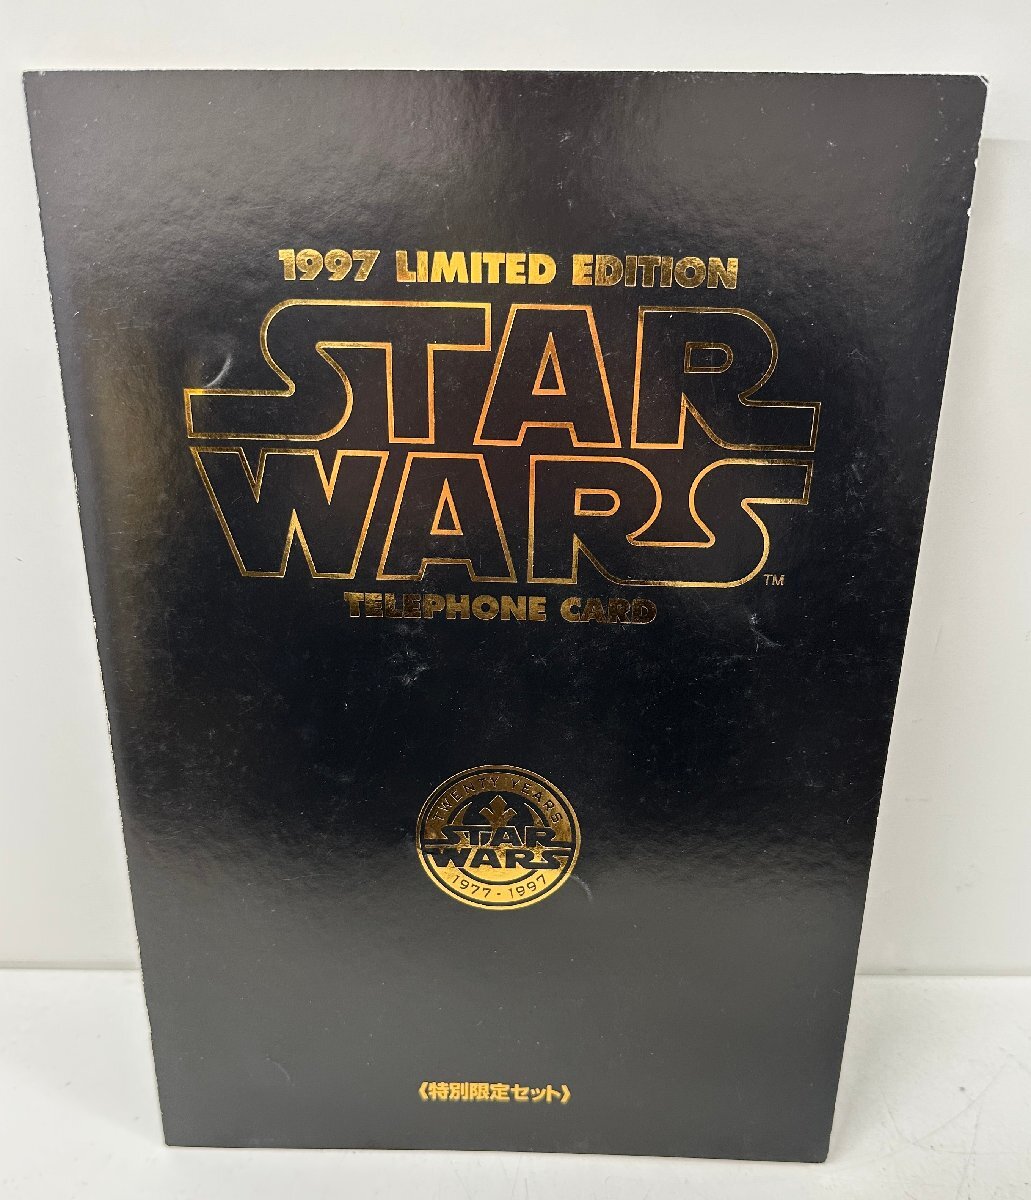 1997 LIMITED EDITION
STAR
WARS
TM
TELEPHONE CARD
TWENTY YEARS
STAR
WARS
1977 - 1997
《特別限定セット》